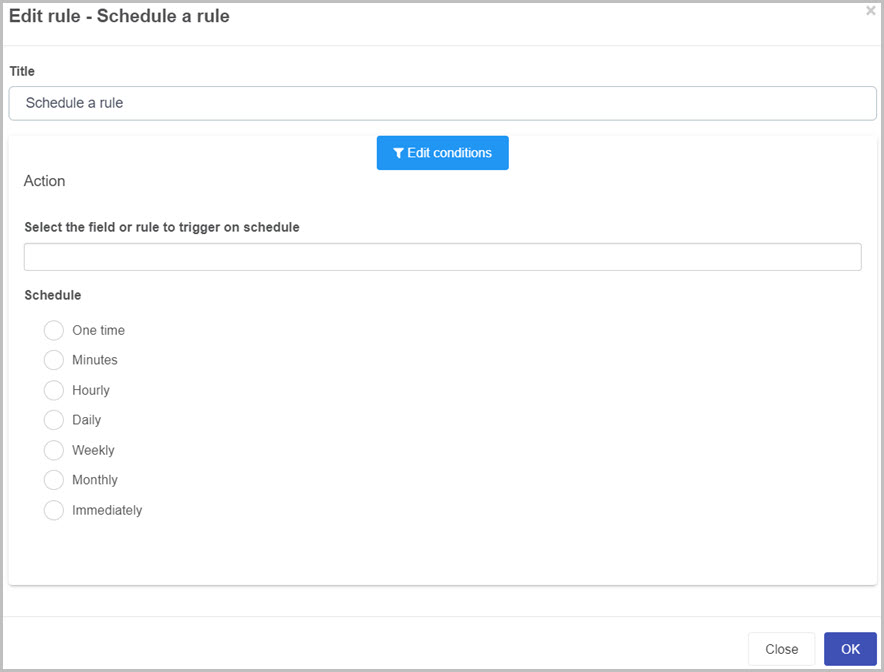 Edit rule - Schedule a rule
×
Title
Schedule a rule
Edit conditions
Action
Select the field or rule to trigger on schedule
Schedule
One time
Minutes
Hourly
Daily
Weekly
Monthly
Immediately
Close
OK